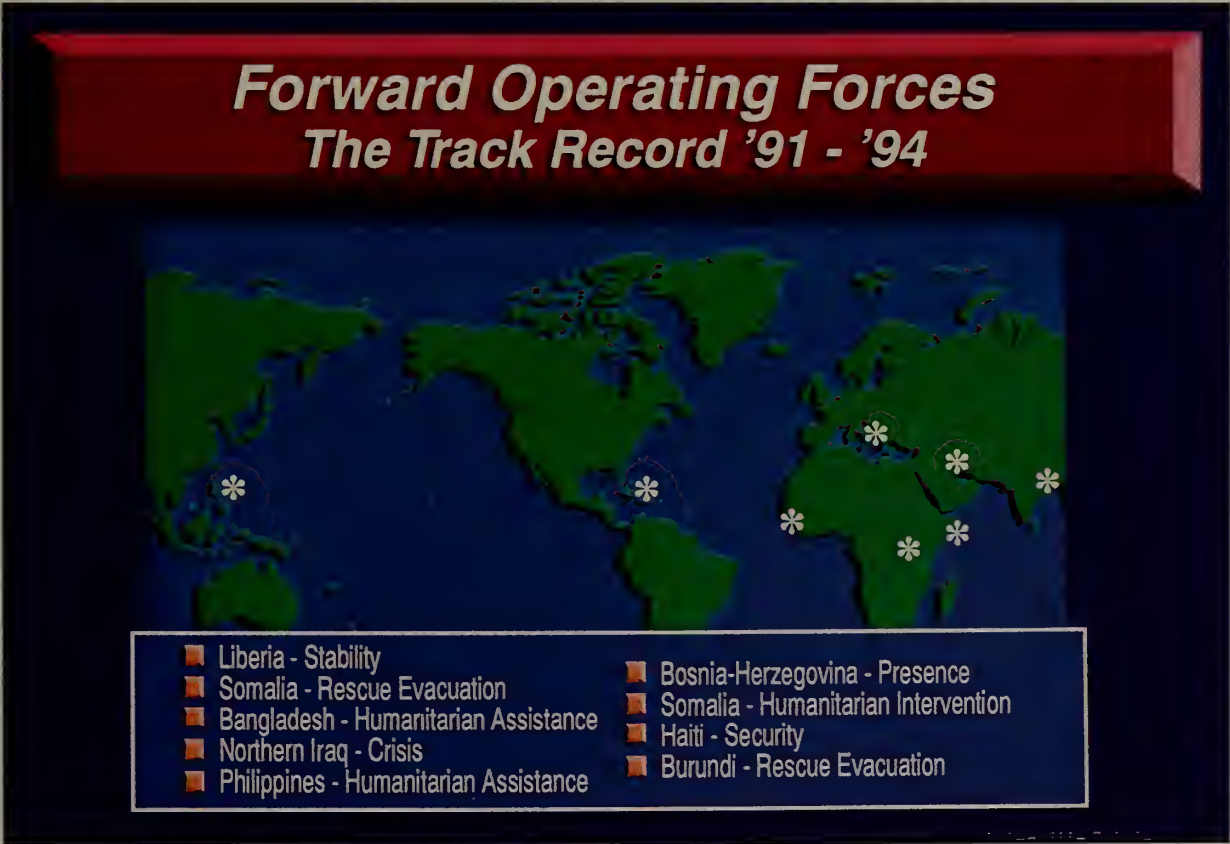 Forward Operating Forces
The Track Record ’91 - ’94
Liberia - Stability
Somalia - Rescue Evacuation
Bangladesh - Humanitarian Assistance
Northern Iraq - Crisis
Philippines - Humanitarian Assistance
Bosnia-Herzegovina - Presence
Somalia - Humanitarian Intervention
Haiti - Security
Burundi - Rescue Evacuation